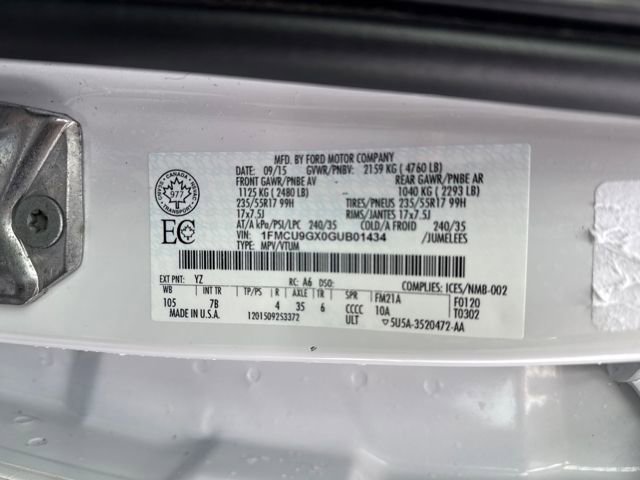 MFD. BY FORD MOTOR COMPANY
DATE: 09/15 GVWR/PNBV: 2159 KG ( 4760 LB)
FRONT GAWR/PNBE AV REAR GAWR/PNBE AR
1125 KG ( 2480 LB) 1040 KG ( 2293 LB)
235/55R17 99H TIRES/PNEUS 235/55R17 99H
17x7.5J RIMS/JANTES 17x7.5J
AT/A kPa/PSI/LPC 240/35 COLD/A FROID 240/35
VIN: 1FMCU9GX0GUB01434 /JUMELEES
TYPE: MPV/VTUM
CANADA
977
EC
EXT PNT: YZ RC: A6 DSO: COMPLIES: ICES/NMB-002
WB INT TR TP/PS R AXLE TR SPR FM21A F0120
105 7B 4 35 6 CCCC 10A T0302
MADE IN U.S.A. 1201509253372 ULT 5U5A-3520472-AA